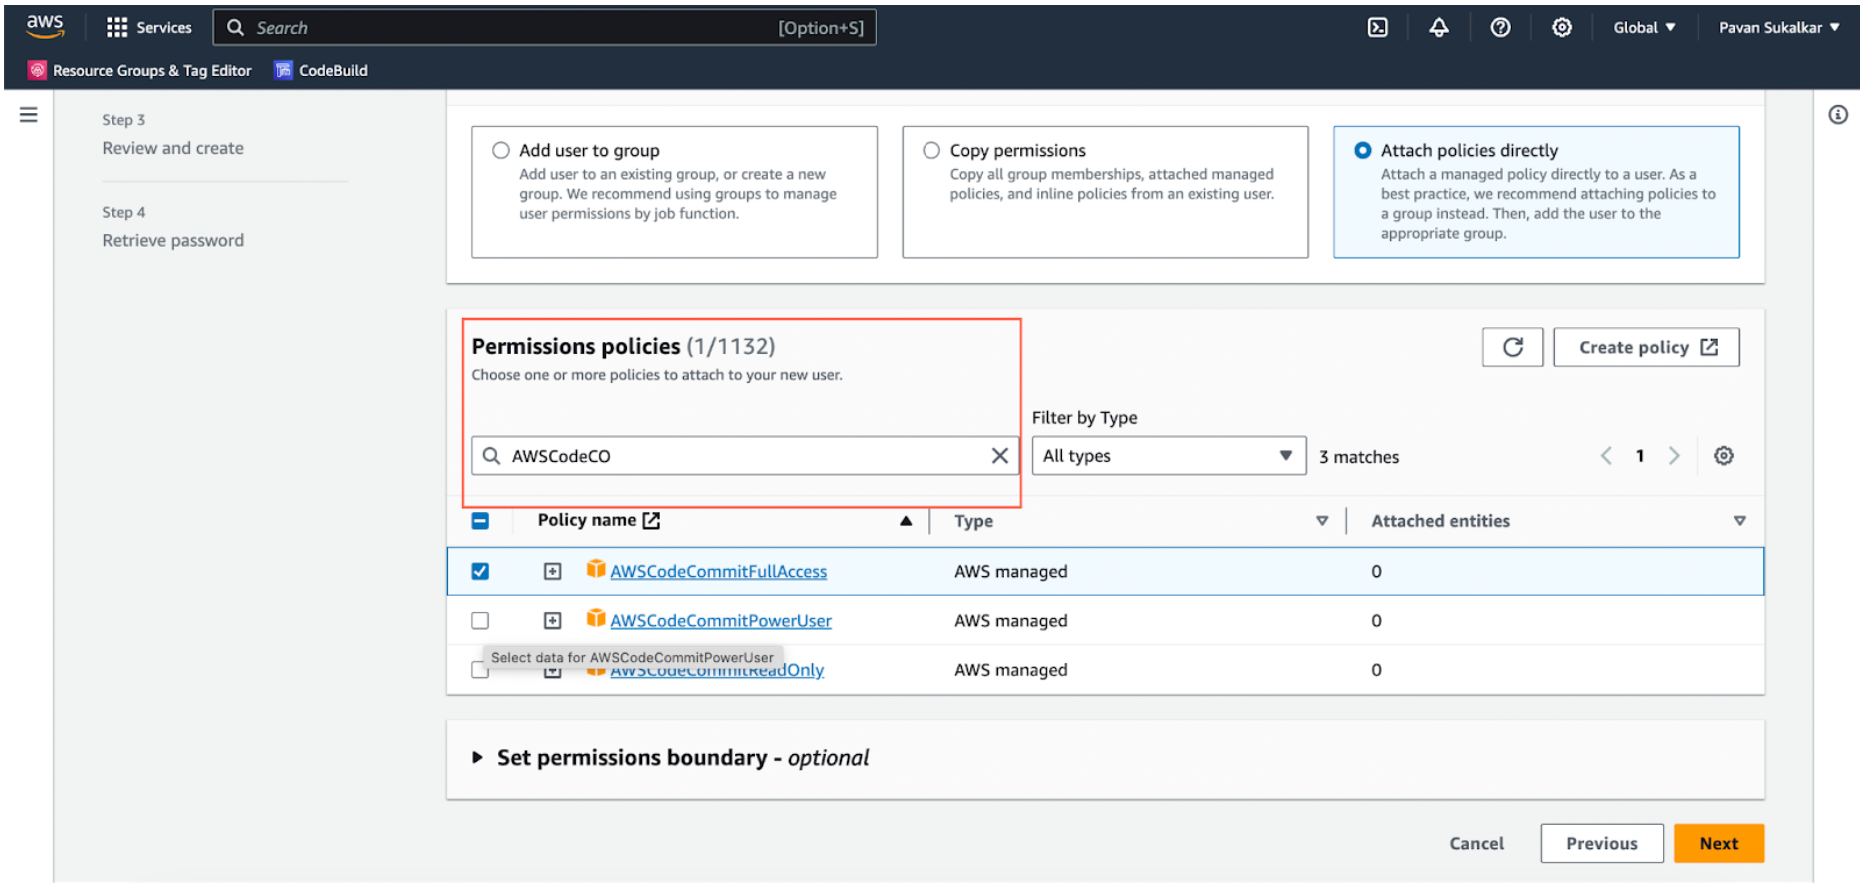 aws
Services
Search
[Option+S]
Global
Pavan Sukalkar
Resource Groups & Tag Editor
CodeBuild
Step 3
Review and create
Step 4
Retrieve password
Add user to group
Add user to an existing group, or create a new
group. We recommend using groups to manage
user permissions by job function.
Copy permissions
Copy all group memberships, attached managed
policies, and inline policies from an existing user.
Attach policies directly
Attach a managed policy directly to a user. As a
best practice, we recommend attaching policies to
a group instead. Then, add the user to the
appropriate group.
Permissions policies (1/1132)
Choose one or more policies to attach to your new user.
Create policy
Filter by Type
AWSCodeCO
All types
3 matches
1
Policy name
Type
Attached entities
AWSCodeCommitFullAccess
AWS managed
0
AWSCodeCommitPowerUser
AWS managed
0
Select data for AWSCodeCommitPowerUser
AWSCodeCommitReadOnly
AWS managed
0
Set permissions boundary - optional
Cancel
Previous
Next